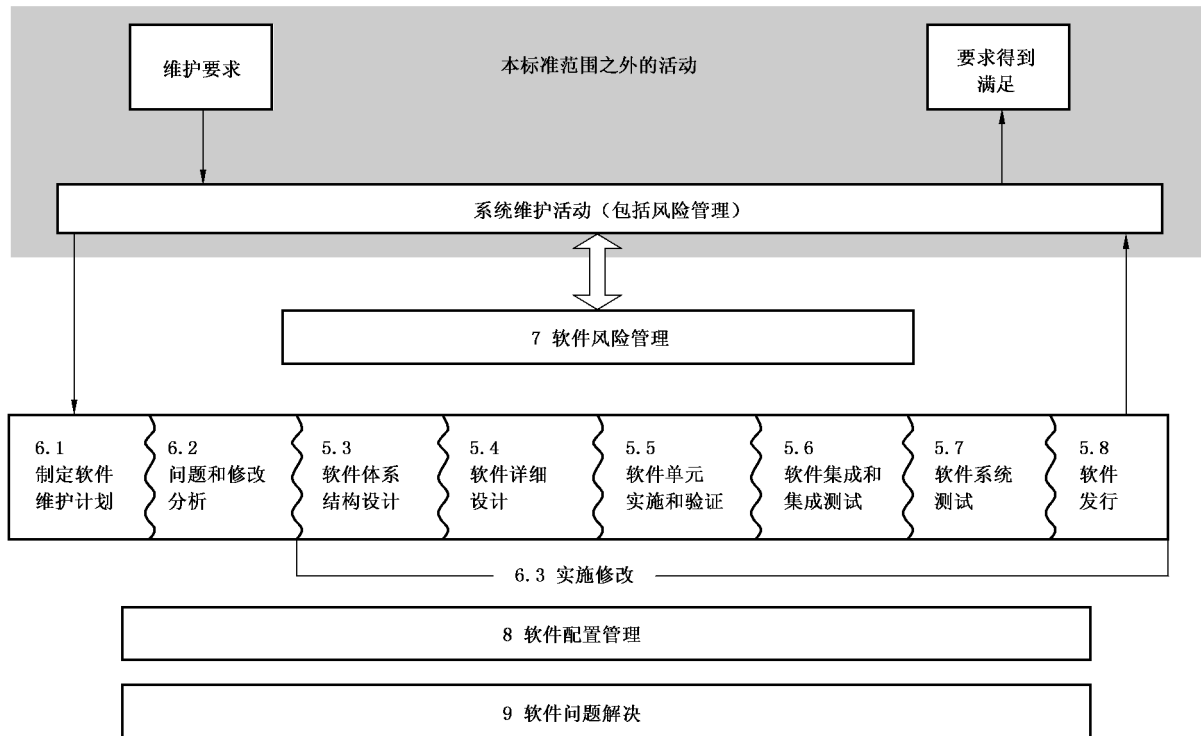 维护要求
本标准范围之外的活动
要求得到
满足
系统维护活动（包括风险管理）
7 软件风险管理
6.1
制定软件
维护计划
6.2
问题和修改
分析
5.3
软件体系
结构设计
5.4
软件详细
设计
5.5
软件单元
实施和验证
5.6
软件集成和
集成测试
5.7
软件系统
测试
5.8
软件
发行
6.3 实施修改
8 软件配置管理
9 软件问题解决